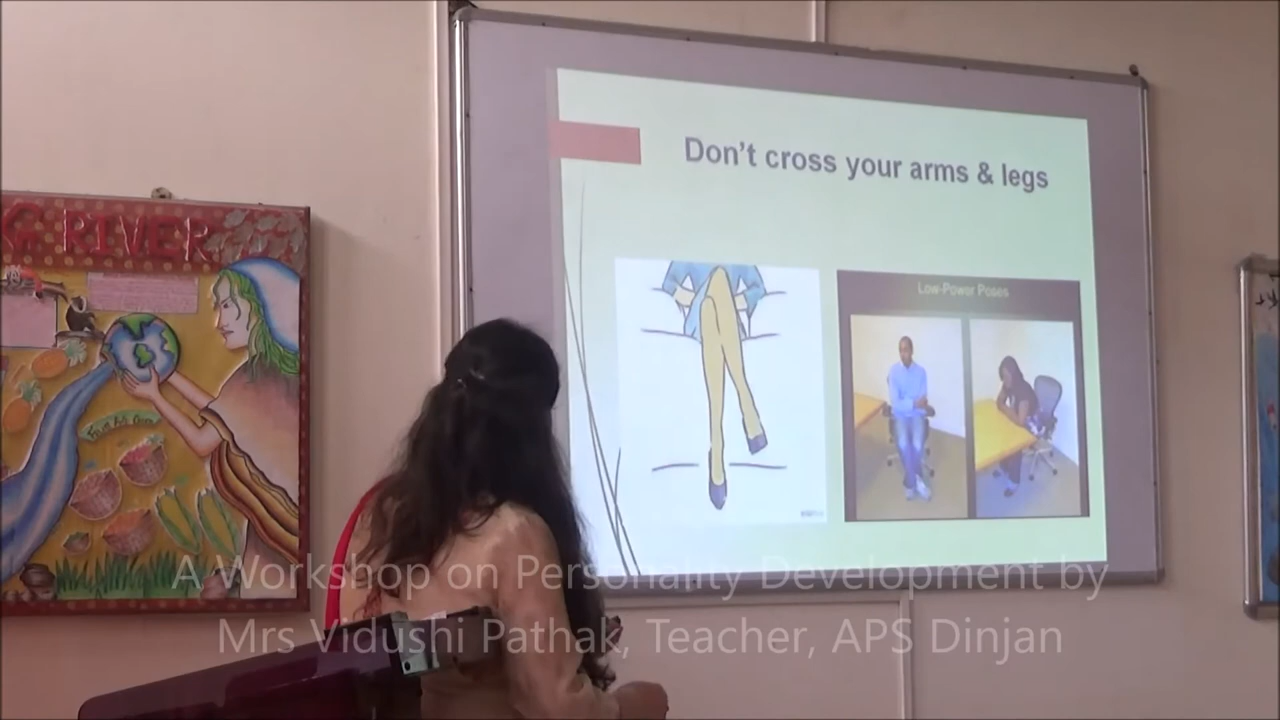 RIVER
Don't cross your arms & legs
Low-Power Poses
A Workshop on Personality Development by
Mrs Vidushi Pathak, Teacher, APS Dinjan